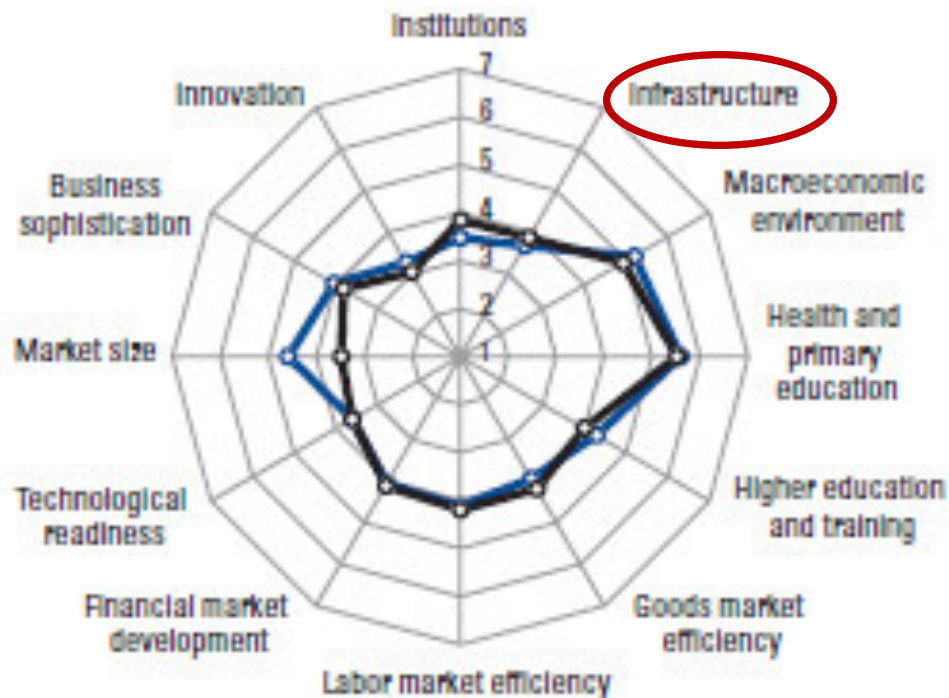 Institutions
7
6
5
4
3
2
1
Infrastructure
Macroeconomic
environment
Health and
primary
education
Higher education
and training
Goods market
efficiency
Labor market efficiency
Financial market
development
Technological
readiness
Market size
Business
sophistication
Innovation